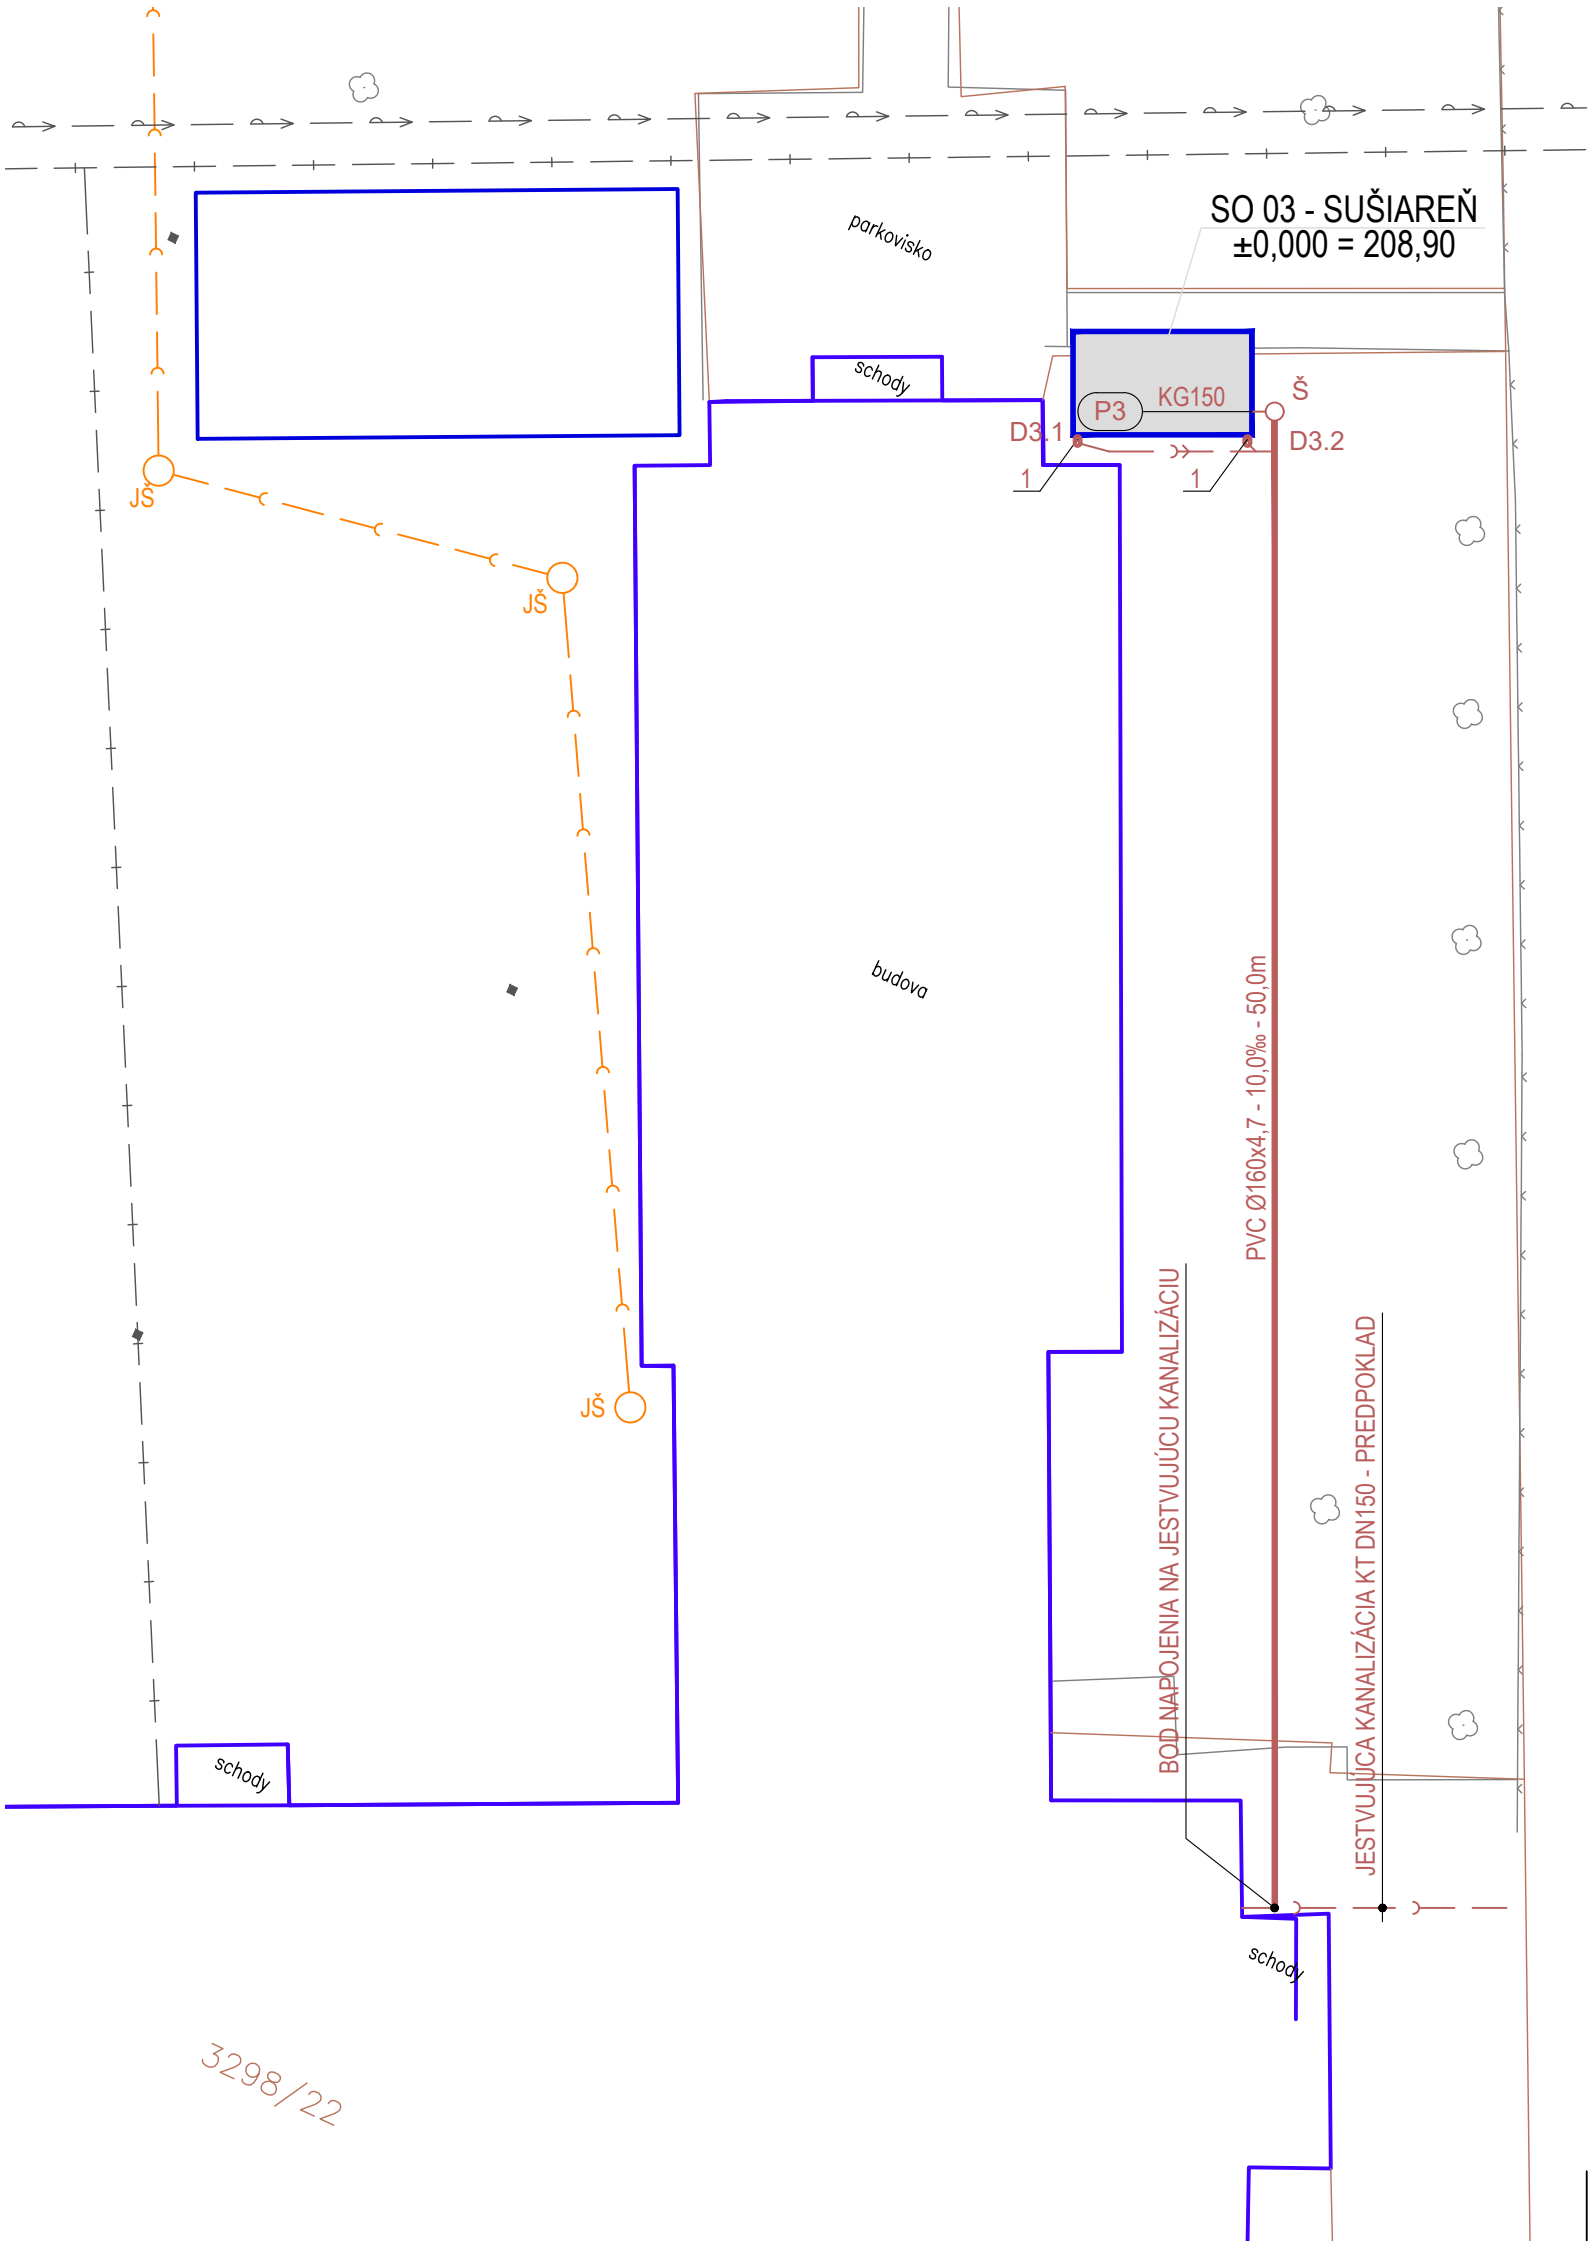 SO 03 - SUŠIAREŇ
±0,000 = 208,90
parkovisko
schody
P3
KG150
Š
D3.1
D3.2
1
1
JŠ
JŠ
budova
PVC Ø160x4,7 - 10,0‰ - 50,0m
BOD NAPOJENIA NA JESTVUJÚCU KANALIZÁCIU
JESTVUJÚCA KANALIZÁCIA KT DN150 - PREDPOKLAD
JŠ
schody
schody
3298/22